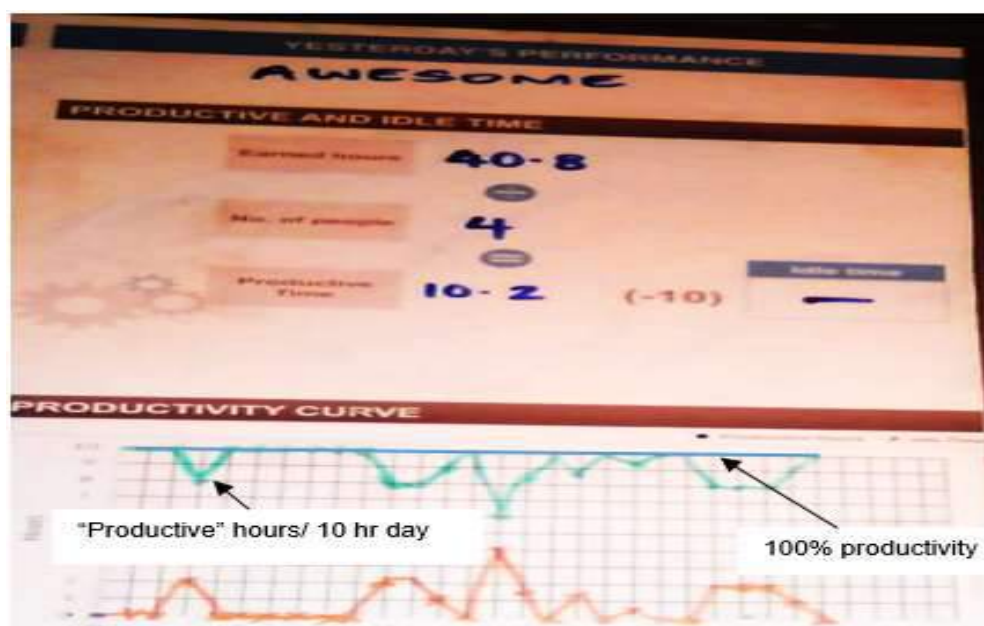 YESTERDAY'S PERFORMANCE
AWESOME
PRODUCTIVE AND IDLE TIME
Earned hours 40-8
No. of people 4
Idle time
Productive Time 10-2 (-10) —
PRODUCTIVITY CURVE
"Productive" hours/ 10 hr day
100% productivity